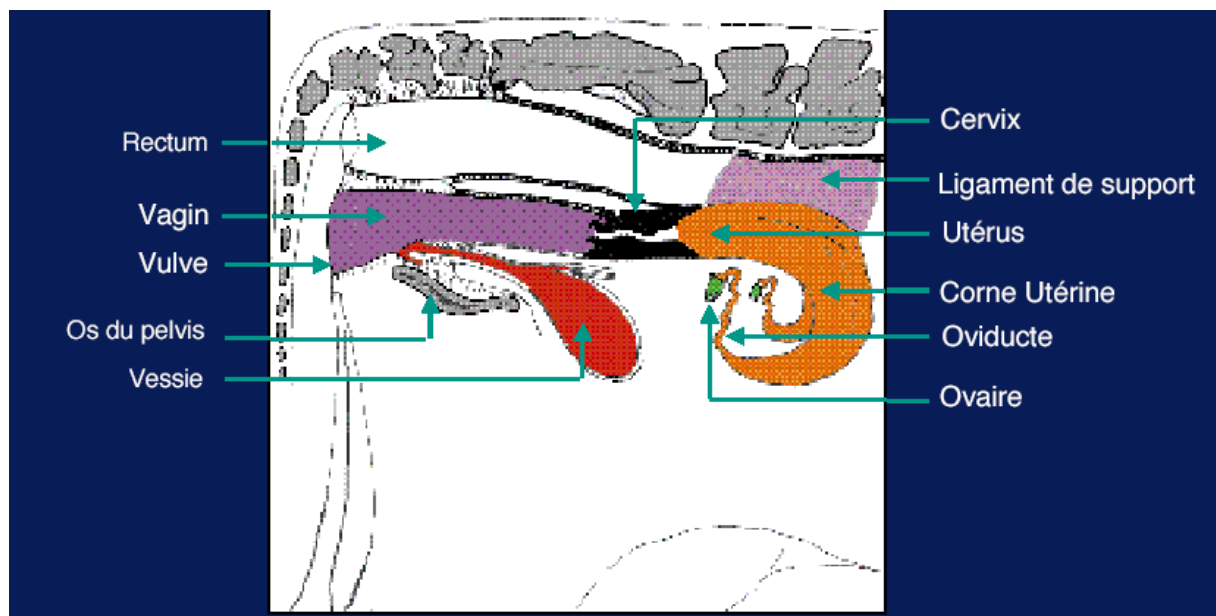 Rectum
Vagin
Vulve
Os du pelvis
Vessie
Cervix
Ligament de support
Utérus
Corne Utérine
Oviducte
Ovaire